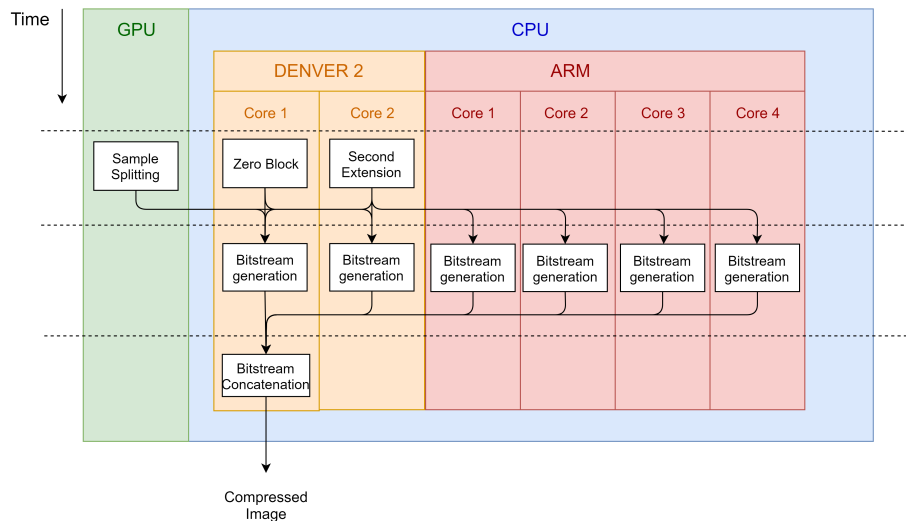 Time
GPU
CPU
DENVER 2
ARM
Core 1
Core 2
Core 1
Core 2
Core 3
Core 4
Sample
Splitting
Zero Block
Second
Extension
Bitstream
generation
Bitstream
generation
Bitstream
generation
Bitstream
generation
Bitstream
generation
Bitstream
generation
Bitstream
Concatenation
Compressed
Image